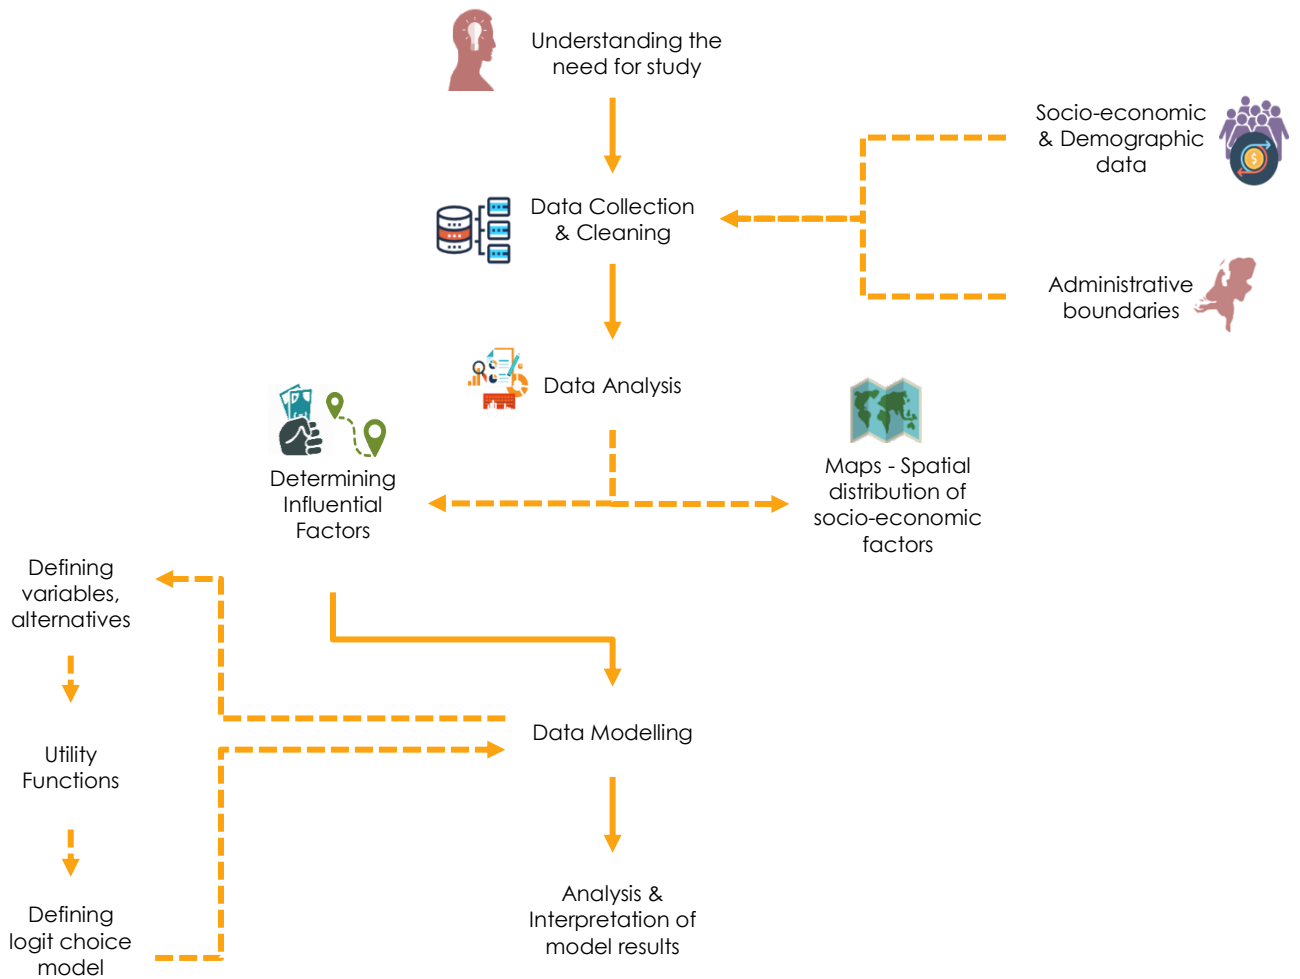 Understanding the
need for study
Socio-economic
& Demographic
data
Data Collection
& Cleaning
Administrative
boundaries
Data Analysis
Determining
Influential
Factors
Maps - Spatial
distribution of
socio-economic
factors
Defining
variables,
alternatives
Data Modelling
Utility
Functions
Defining
logit choice
model
Analysis &
Interpretation of
model results